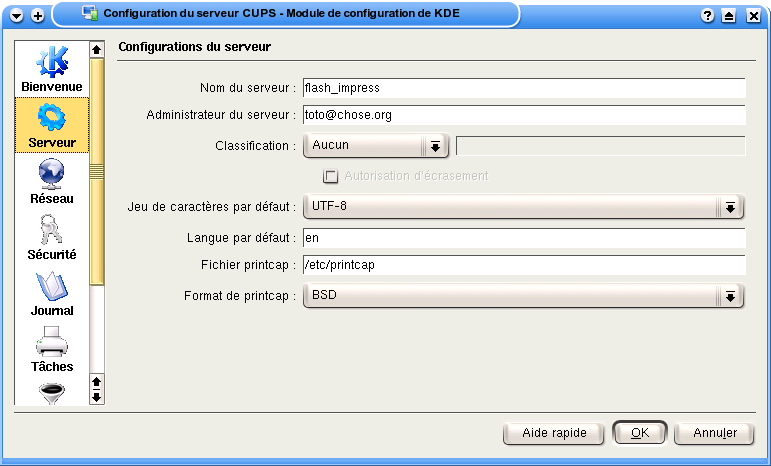 Configuration du serveur CUPS - Module de configuration de KDE
Bienvenue
Serveur
Réseau
Sécurité
Journal
Tâches
Configurations du serveur
Nom du serveur : flash_impress
Administrateur du serveur : toto@chose.org
Classification : Aucun
Autorisation d'écrasement
Jeu de caractères par défaut : UTF-8
Langue par défaut : en
Fichier printcap : /etc/printcap
Format de printcap : BSD
Aide rapide OK Annuler